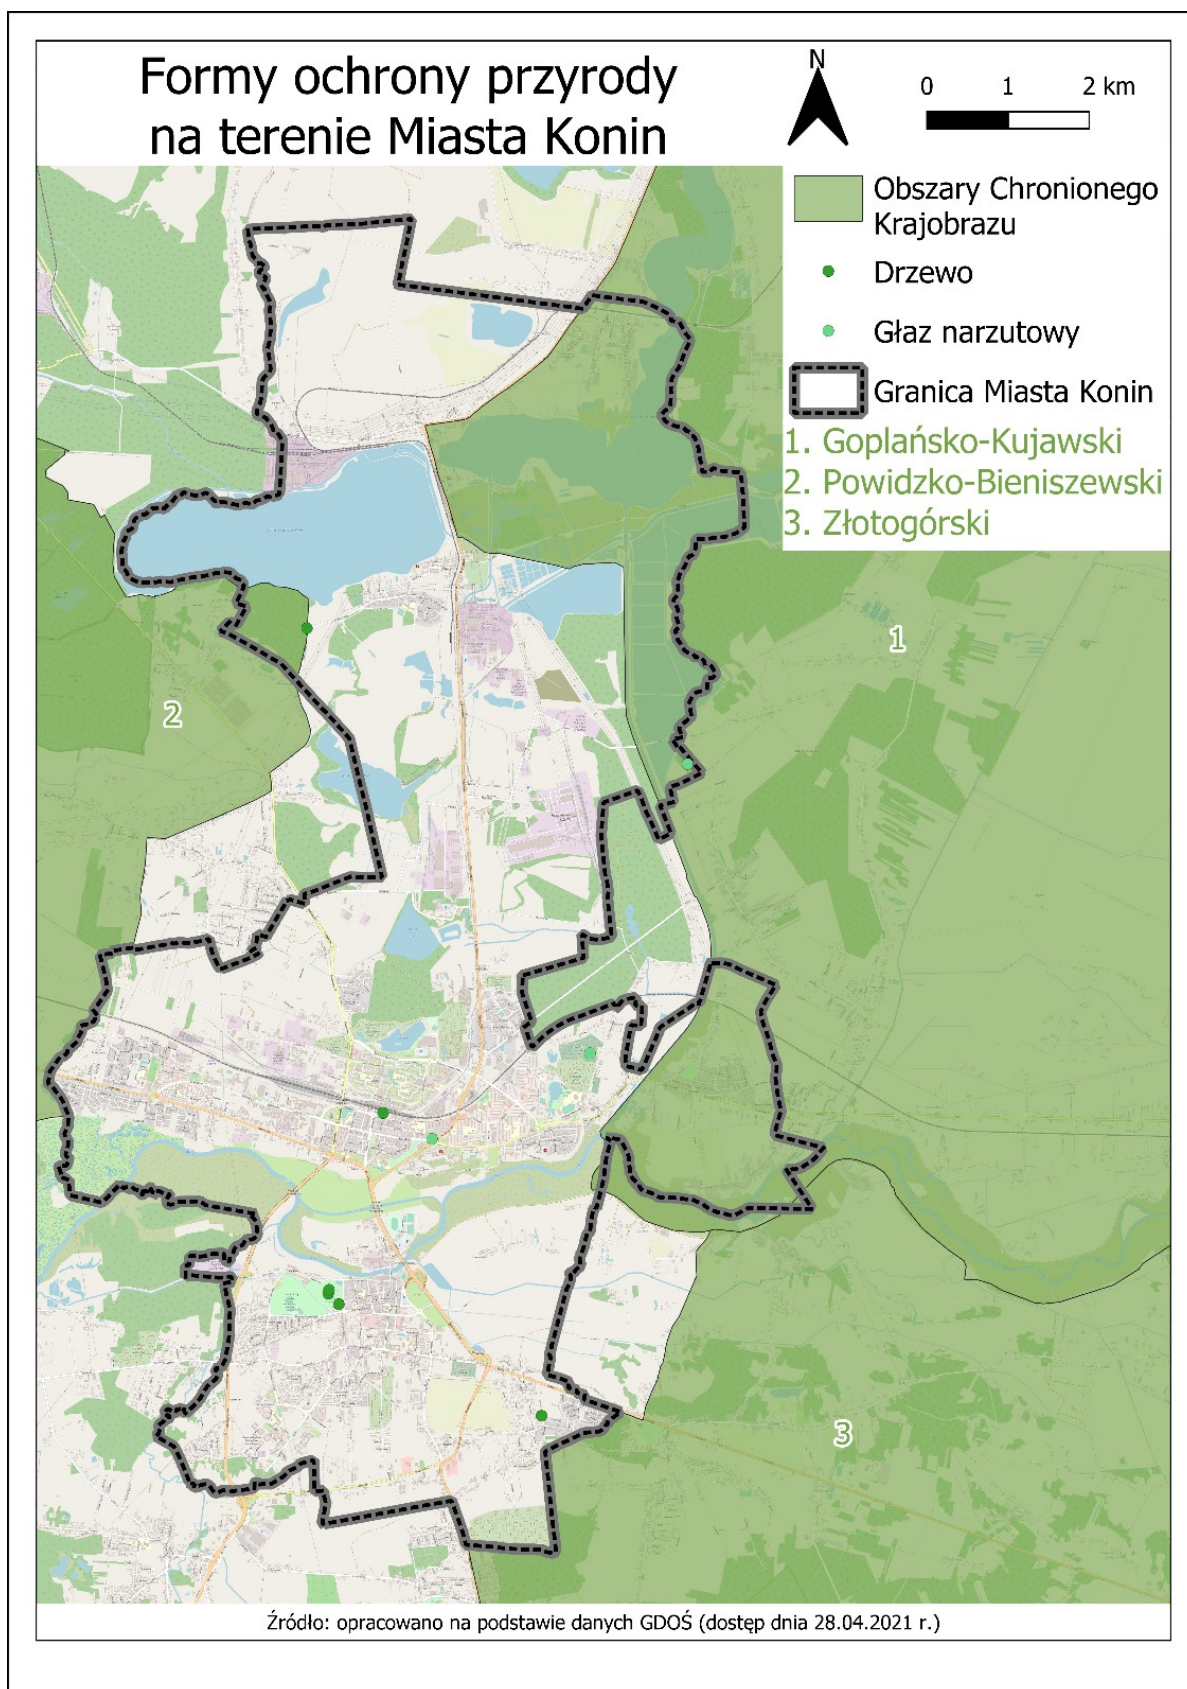 Formy ochrony przyrody
na terenie Miasta Konin
N
0 1 2 km
Obszary Chronionego
Krajobrazu
Drzewo
Głaz narzutowy
Granica Miasta Konin
1. Goplańsko-Kujawski
2. Powidzko-Bieniszewski
3. Złotogórski
1
2
3
Źródło: opracowano na podstawie danych GDOŚ (dostęp dnia 28.04.2021 r.)